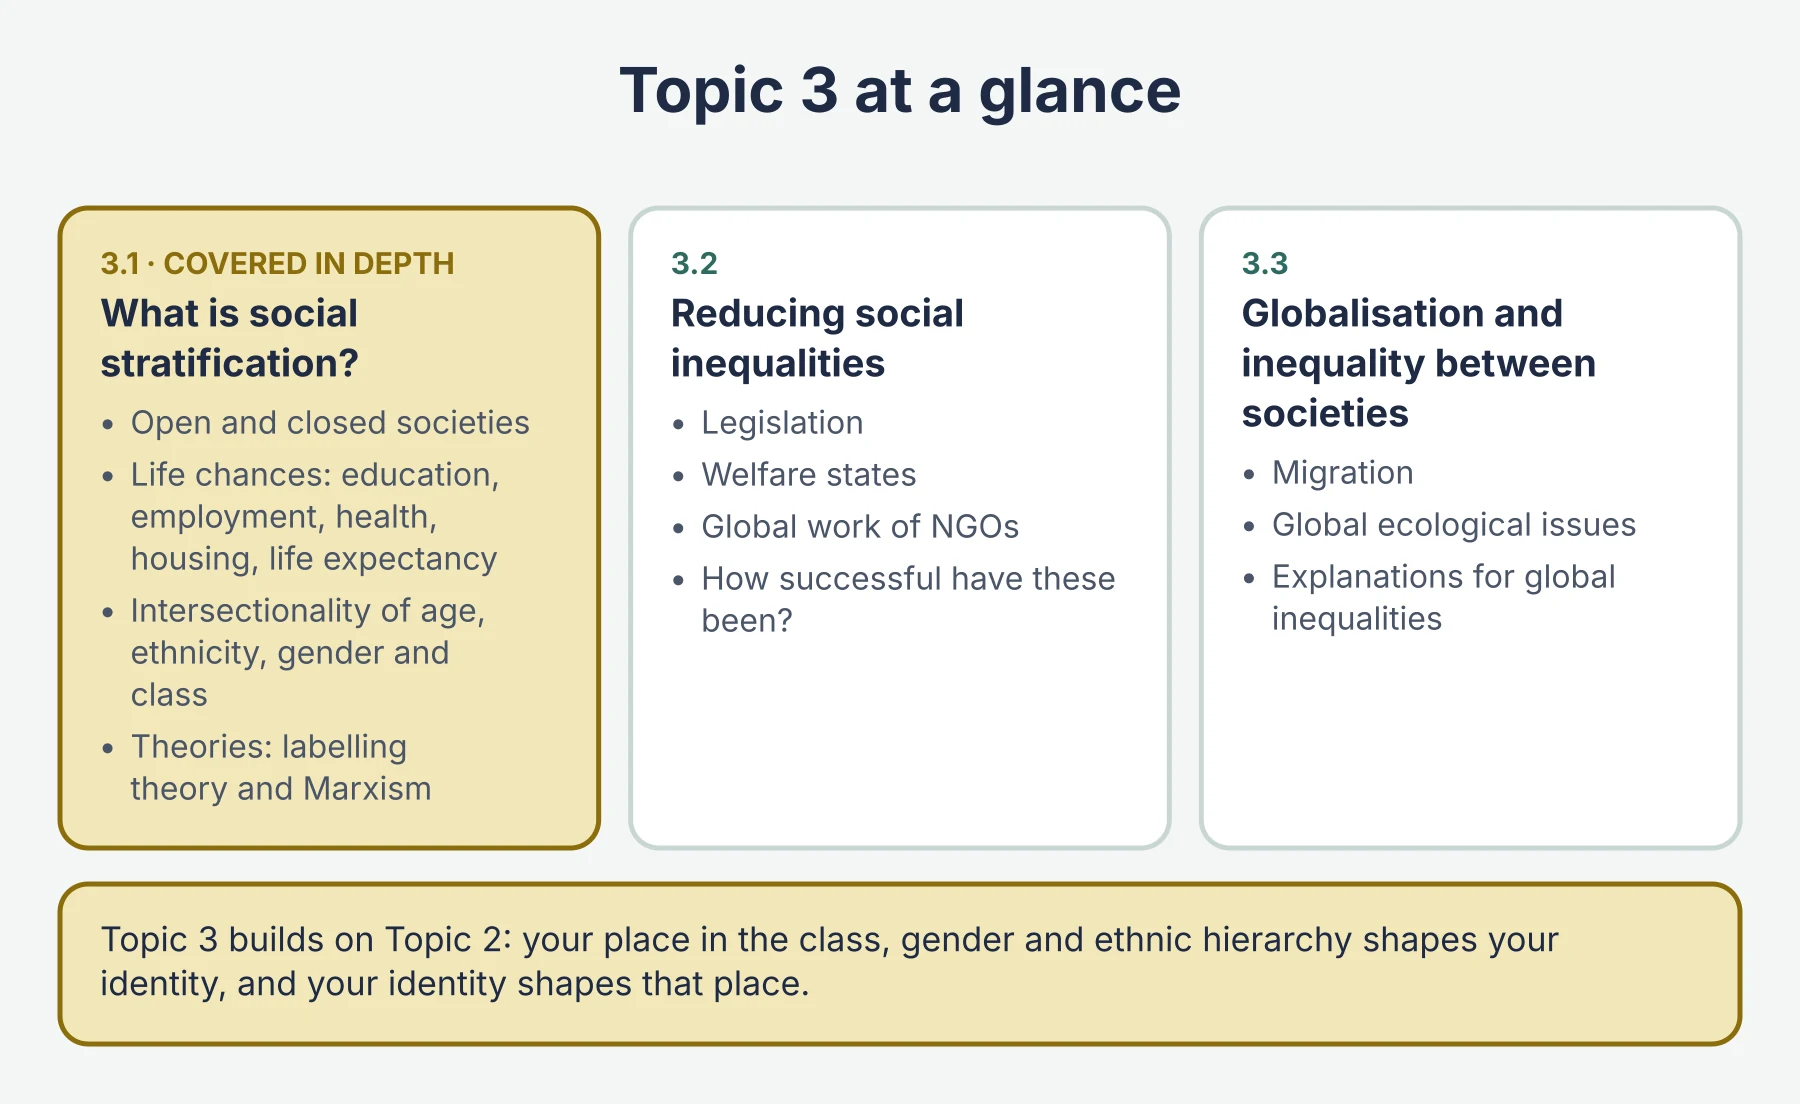 Topic 3 at a glance
3.1 · COVERED IN DEPTH
What is social
stratification?
• Open and closed societies
• Life chances: education,
employment, health,
housing, life expectancy
• Intersectionality of age,
ethnicity, gender and
class
• Theories: labelling
theory and Marxism
3.2
Reducing social
inequalities
• Legislation
• Welfare states
• Global work of NGOs
• How successful have these
been?
3.3
Globalisation and
inequality between
societies
• Migration
• Global ecological issues
• Explanations for global
inequalities
Topic 3 builds on Topic 2: your place in the class, gender and ethnic hierarchy shapes your
identity, and your identity shapes that place.